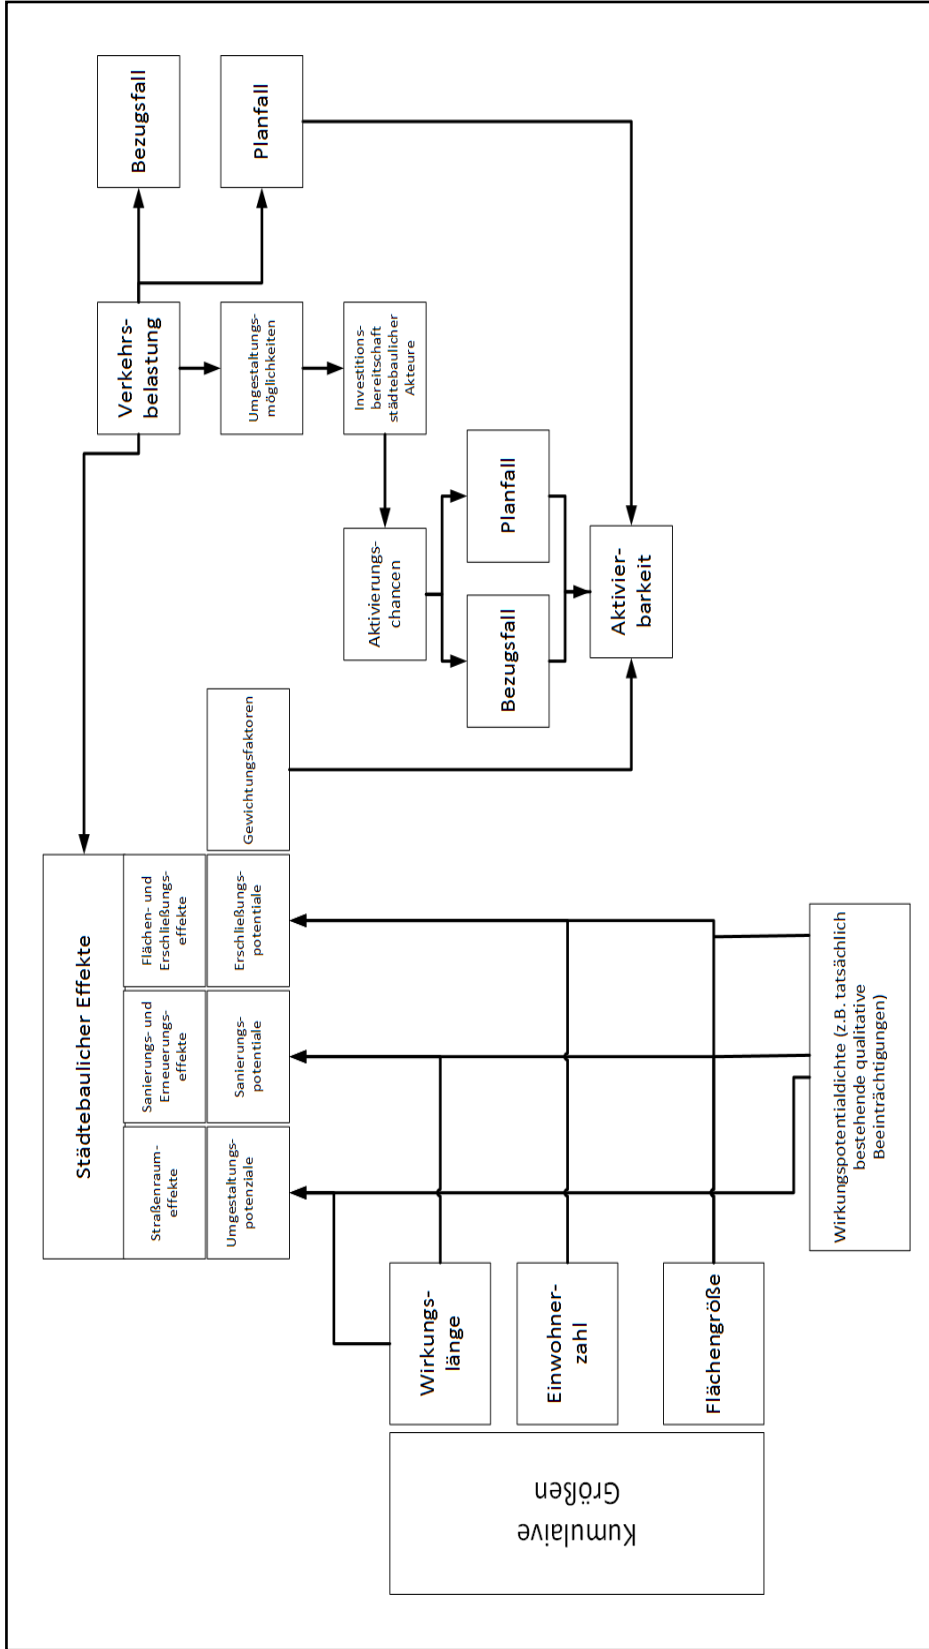 Städtebaulicher Effekte
Straßenraum-
effekte
Sanierungs- und
Erneuerungs-
effekte
Flächen- und
Erschließungs-
effekte
Umgestaltungs-
potenziale
Sanierungs-
potentiale
Erschließungs-
potentiale
Gewichtungsfaktoren
Verkehrs-
belastung
Bezugsfall
Planfall
Umgestaltungs-
möglichkeiten
Investitions-
bereitschaft
städtebaulicher
Akteure
Aktivierungs-
chancen
Bezugsfall
Planfall
Aktivier-
barkeit
Kumulaive
Größen
Wirkungs-
länge
Einwohner-
zahl
Flächengröße
Wirkungspotentialdichte (z.B. tatsächlich
bestehende qualitative
Beeinträchtigungen)